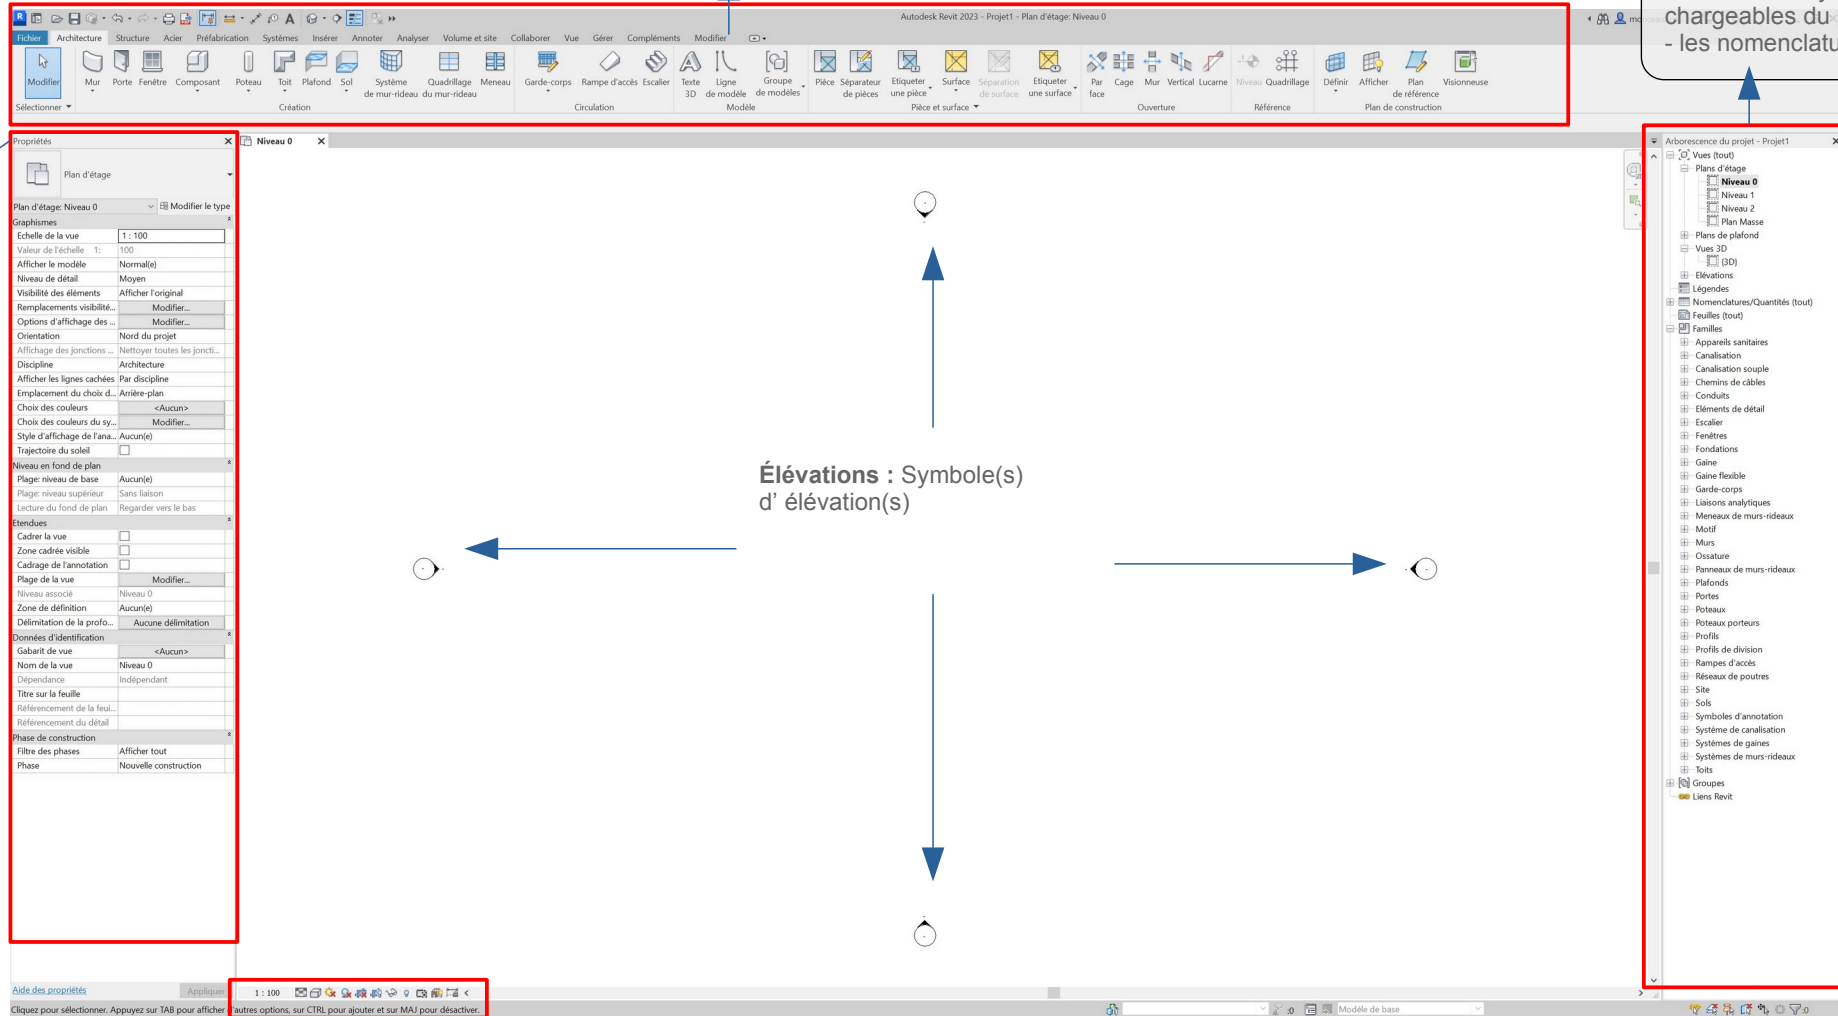 Autodesk Revit 2023 - Projet1 - Plan d'étage: Niveau 0
chargeables du
- les nomenclatu
Fichier Architecture Structure Acier Préfabrication Systèmes Insérer Annoter Analyser Volume et site Collaborer Vue Gérer Compléments Modifier
Modifier Mur Porte Fenêtre Composant Poteau Toit Plafond Sol Système de mur-rideau Quadrillage du mur-rideau Meneau Garde-corps Rampe d'accès Escalier Texte 3D Ligne de modèle Groupe de modèles Pièce Séparateur de pièces Etiqueter une pièce Surface Séparation de surface Etiqueter une surface Par face Cage Mur Vertical Lucarne Niveau Quadrillage Définir Afficher Plan de référence Visionneuse
Sélectionner Création Circulation Modèle Pièce et surface Ouverture Référence Plan de construction
Propriétés
Plan d'étage
Plan d'étage: Niveau 0 Modifier le type
Graphismes
Echelle de la vue 1 : 100
Valeur de l'échelle 1: 100
Afficher le modèle Normal(e)
Niveau de détail Moyen
Visibilité des éléments Afficher l'original
Remplacements visibilité... Modifier...
Options d'affichage des ... Modifier...
Orientation Nord du projet
Affichage des jonctions ... Nettoyer toutes les joncti...
Discipline Architecture
Afficher les lignes cachées Par discipline
Emplacement du choix d... Arrière-plan
Choix des couleurs <Aucun>
Choix des couleurs du sy... Modifier...
Style d'affichage de l'ana... Aucun(e)
Trajectoire du soleil
Niveau en fond de plan
Plage: niveau de base Aucun(e)
Plage: niveau supérieur Sans liaison
Lecture du fond de plan Regarder vers le bas
Etendues
Cadrer la vue
Zone cadrée visible
Cadrage de l'annotation
Plage de la vue Modifier...
Niveau associé Niveau 0
Zone de définition Aucun(e)
Délimitation de la profo... Aucune délimitation
Données d'identification
Gabarit de vue <Aucun>
Nom de la vue Niveau 0
Dépendance Indépendant
Titre sur la feuille
Référencement de la feui...
Référencement du détail
Phase de construction
Filtre des phases Afficher tout
Phase Nouvelle construction
Aide des propriétés Appliquer
Niveau 0
Élévations : Symbole(s)
d' élévation(s)
Arborescence du projet - Projet1
Vues (tout)
Plans d'étage
Niveau 0
Niveau 1
Niveau 2
Plan Masse
Plans de plafond
Vues 3D
{3D}
Elévations
Légendes
Nomenclatures/Quantités (tout)
Feuilles (tout)
Familles
Appareils sanitaires
Canalisation
Canalisation souple
Chemins de câbles
Conduits
Eléments de détail
Escalier
Fenêtres
Fondations
Gaine
Gaine flexible
Garde-corps
Liaisons analytiques
Meneaux de murs-rideaux
Motif
Murs
Ossature
Panneaux de murs-rideaux
Plafonds
Portes
Poteaux
Poteaux porteurs
Profils
Profils de division
Rampes d'accès
Réseaux de poutres
Site
Sols
Symboles d'annotation
Système de canalisation
Systèmes de gaines
Systèmes de murs-rideaux
Toits
Groupes
Liens Revit
1 : 100
Cliquez pour sélectionner. Appuyez sur TAB pour afficher d'autres options, sur CTRL pour ajouter et sur MAJ pour désactiver.
:0 Modèle de base :0